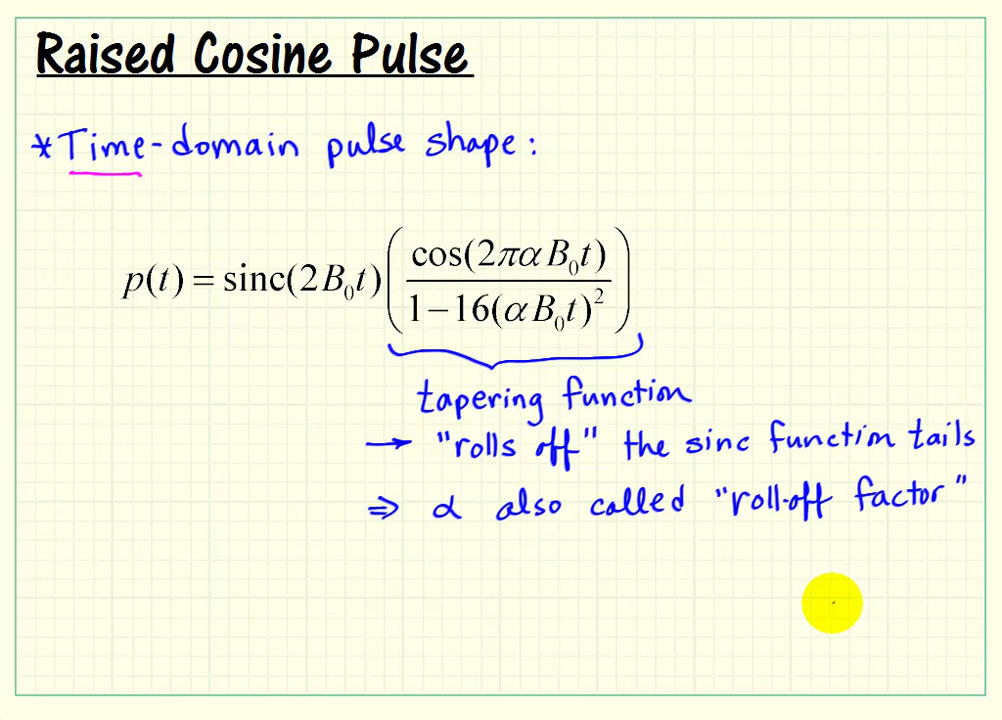 Raised Cosine Pulse
* Time-domain pulse shape:
p(t) = sinc(2B₀t) ( cos(2παB₀t) / 1−16(αB₀t)² )
tapering function
→ "rolls off" the sinc function tails
⇒ α also called "roll-off factor"